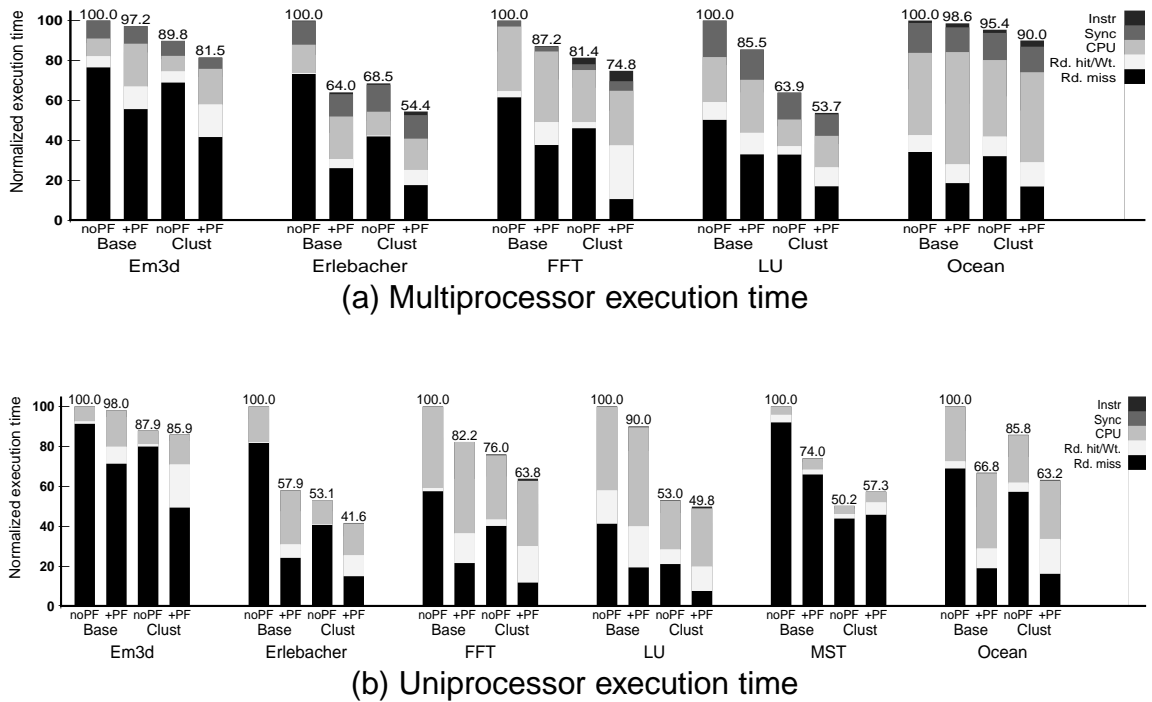 100.0 97.2 89.8 81.5 100.0 64.0 68.5 54.4 100.0 87.2 81.4 74.8 100.0 85.5 63.9 53.7 100.0 98.6 95.4 90.0
Instr
Sync
CPU
Rd. hit/Wt.
Rd. miss
Normalized execution time
100
80
60
40
20
0
noPF +PF noPF +PF noPF +PF noPF +PF noPF +PF noPF +PF noPF +PF noPF +PF noPF +PF noPF +PF
Base Clust Base Clust Base Clust Base Clust Base Clust
Em3d Erlebacher FFT LU Ocean
(a) Multiprocessor execution time
100.0 98.0 87.9 85.9 100.0 57.9 53.1 41.6 100.0 82.2 76.0 63.8 100.0 90.0 53.0 49.8 100.0 74.0 50.2 57.3 100.0 66.8 85.8 63.2
Instr
Sync
CPU
Rd. hit/Wt.
Rd. miss
Normalized execution time
100
80
60
40
20
0
noPF +PF noPF +PF noPF +PF noPF +PF noPF +PF noPF +PF noPF +PF noPF +PF noPF +PF noPF +PF noPF +PF noPF +PF
Base Clust Base Clust Base Clust Base Clust Base Clust Base Clust
Em3d Erlebacher FFT LU MST Ocean
(b) Uniprocessor execution time